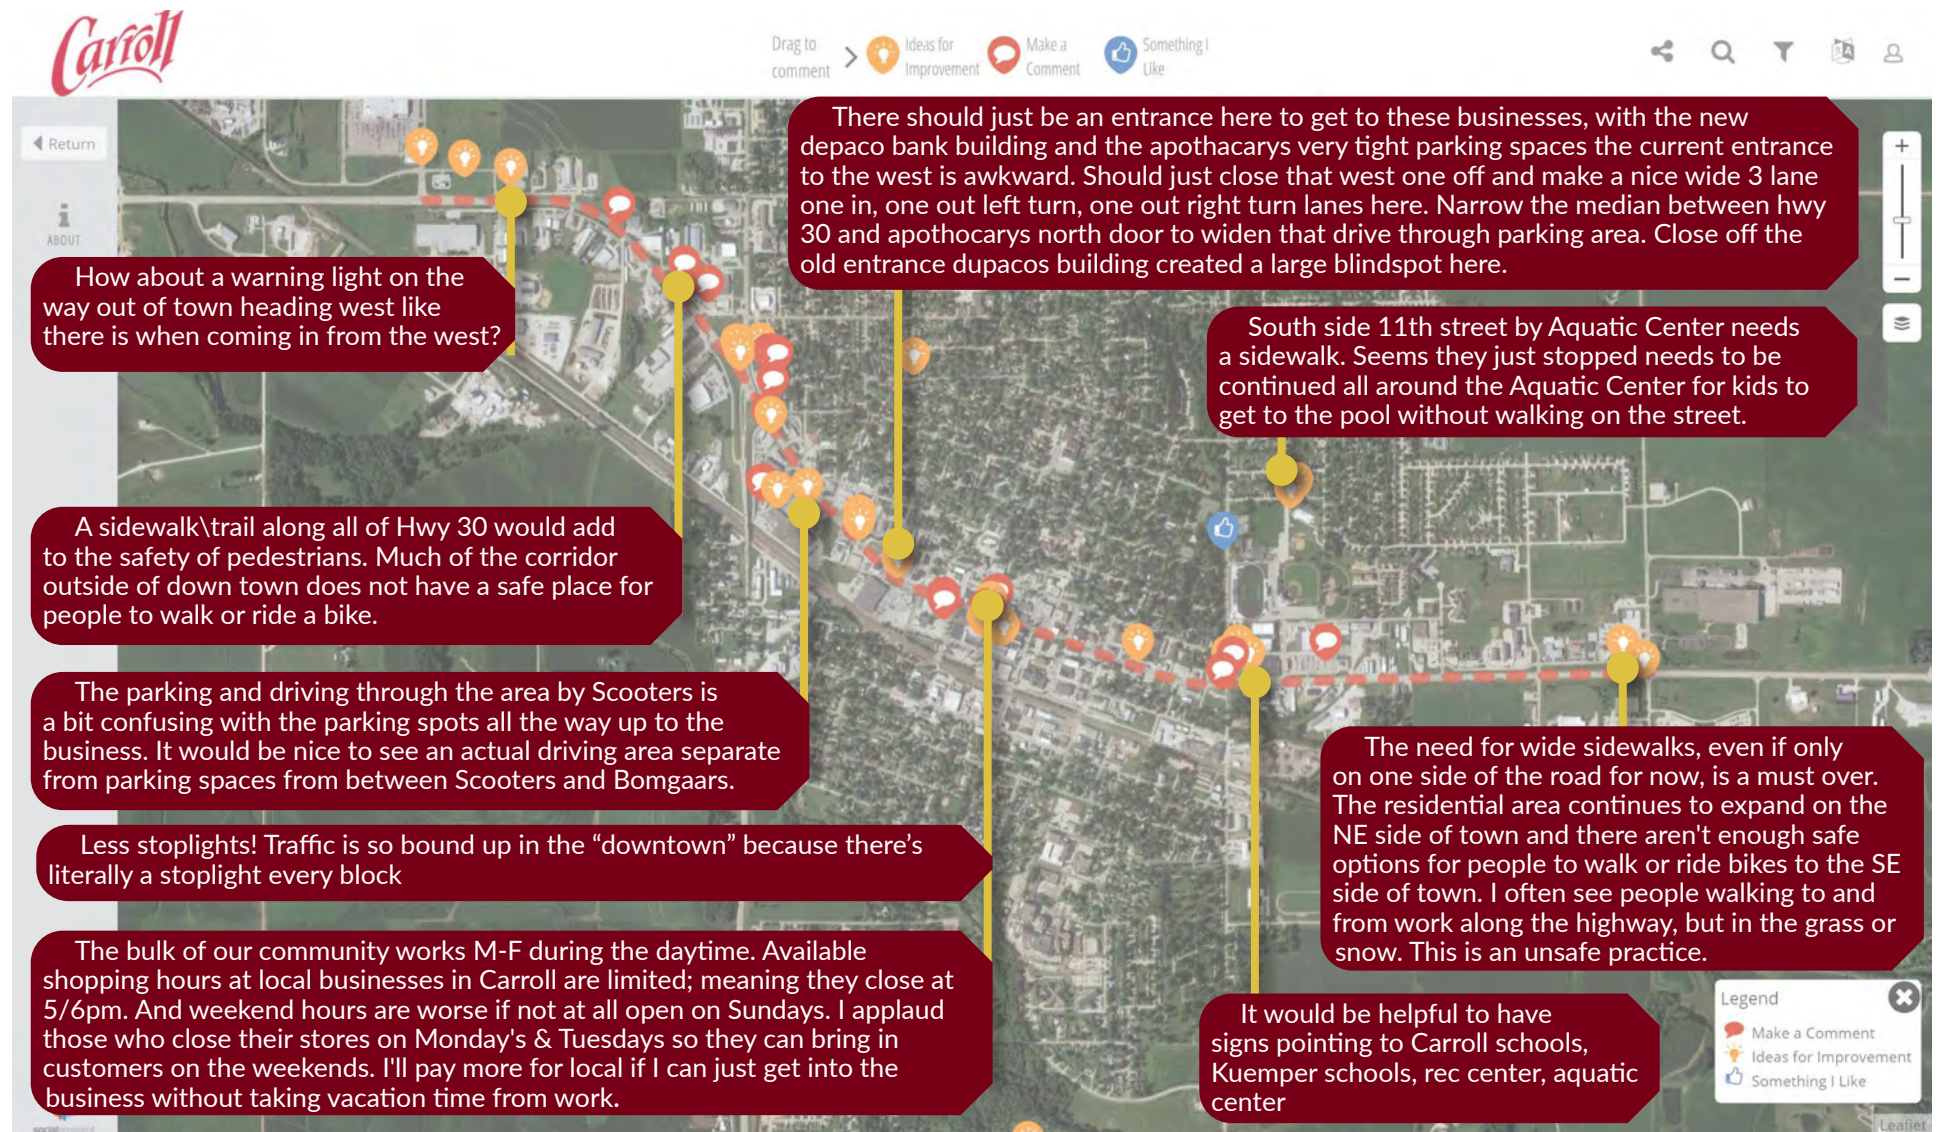 Carroll
Drag to
comment
Ideas for
Improvement
Make a
Comment
Something I
Like
Return
ABOUT
There should just be an entrance here to get to these businesses, with the new
depaco bank building and the apothacarys very tight parking spaces the current entrance
to the west is awkward. Should just close that west one off and make a nice wide 3 lane
one in, one out left turn, one out right turn lanes here. Narrow the median between hwy
30 and apothocarys north door to widen that drive through parking area. Close off the
old entrance dupacos building created a large blindspot here.
How about a warning light on the
way out of town heading west like
there is when coming in from the west?
South side 11th street by Aquatic Center needs
a sidewalk. Seems they just stopped needs to be
continued all around the Aquatic Center for kids to
get to the pool without walking on the street.
A sidewalk\trail along all of Hwy 30 would add
to the safety of pedestrians. Much of the corridor
outside of down town does not have a safe place for
people to walk or ride a bike.
The parking and driving through the area by Scooters is
a bit confusing with the parking spots all the way up to the
business. It would be nice to see an actual driving area separate
from parking spaces from between Scooters and Bomgaars.
Less stoplights! Traffic is so bound up in the “downtown” because there’s
literally a stoplight every block
The need for wide sidewalks, even if only
on one side of the road for now, is a must over.
The residential area continues to expand on the
NE side of town and there aren't enough safe
options for people to walk or ride bikes to the SE
side of town. I often see people walking to and
from work along the highway, but in the grass or
snow. This is an unsafe practice.
The bulk of our community works M-F during the daytime. Available
shopping hours at local businesses in Carroll are limited; meaning they close at
5/6pm. And weekend hours are worse if not at all open on Sundays. I applaud
those who close their stores on Monday's & Tuesdays so they can bring in
customers on the weekends. I'll pay more for local if I can just get into the
business without taking vacation time from work.
It would be helpful to have
signs pointing to Carroll schools,
Kuemper schools, rec center, aquatic
center
Legend
Make a Comment
Ideas for Improvement
Something I Like
Leaflet